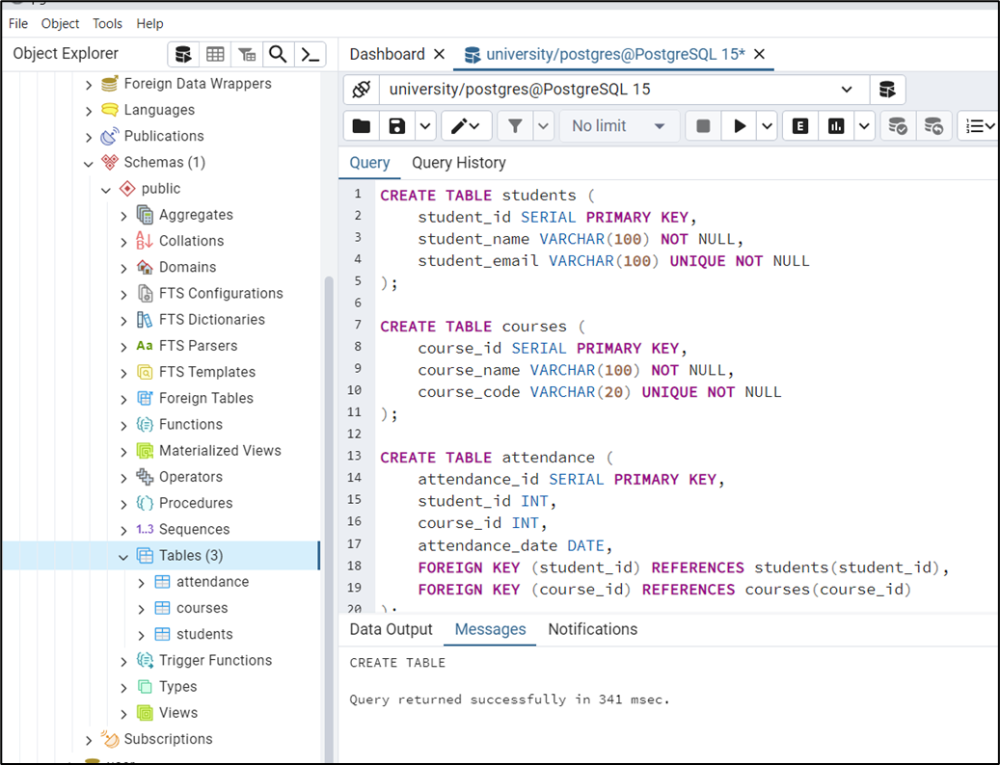 File Object Tools Help
Object Explorer
Foreign Data Wrappers
Languages
Publications
Schemas (1)
public
Aggregates
Collations
Domains
FTS Configurations
FTS Dictionaries
Aa FTS Parsers
FTS Templates
Foreign Tables
Functions
Materialized Views
Operators
Procedures
1..3 Sequences
Tables (3)
attendance
courses
students
Trigger Functions
Types
Views
Subscriptions
Dashboard university/postgres@PostgreSQL 15*
university/postgres@PostgreSQL 15
No limit E
Query Query History
1 CREATE TABLE students (
2 student_id SERIAL PRIMARY KEY,
3 student_name VARCHAR(100) NOT NULL,
4 student_email VARCHAR(100) UNIQUE NOT NULL
5 );
6
7 CREATE TABLE courses (
8 course_id SERIAL PRIMARY KEY,
9 course_name VARCHAR(100) NOT NULL,
10 course_code VARCHAR(20) UNIQUE NOT NULL
11 );
12
13 CREATE TABLE attendance (
14 attendance_id SERIAL PRIMARY KEY,
15 student_id INT,
16 course_id INT,
17 attendance_date DATE,
18 FOREIGN KEY (student_id) REFERENCES students(student_id),
19 FOREIGN KEY (course_id) REFERENCES courses(course_id)
20 );
Data Output Messages Notifications
CREATE TABLE
Query returned successfully in 341 msec.